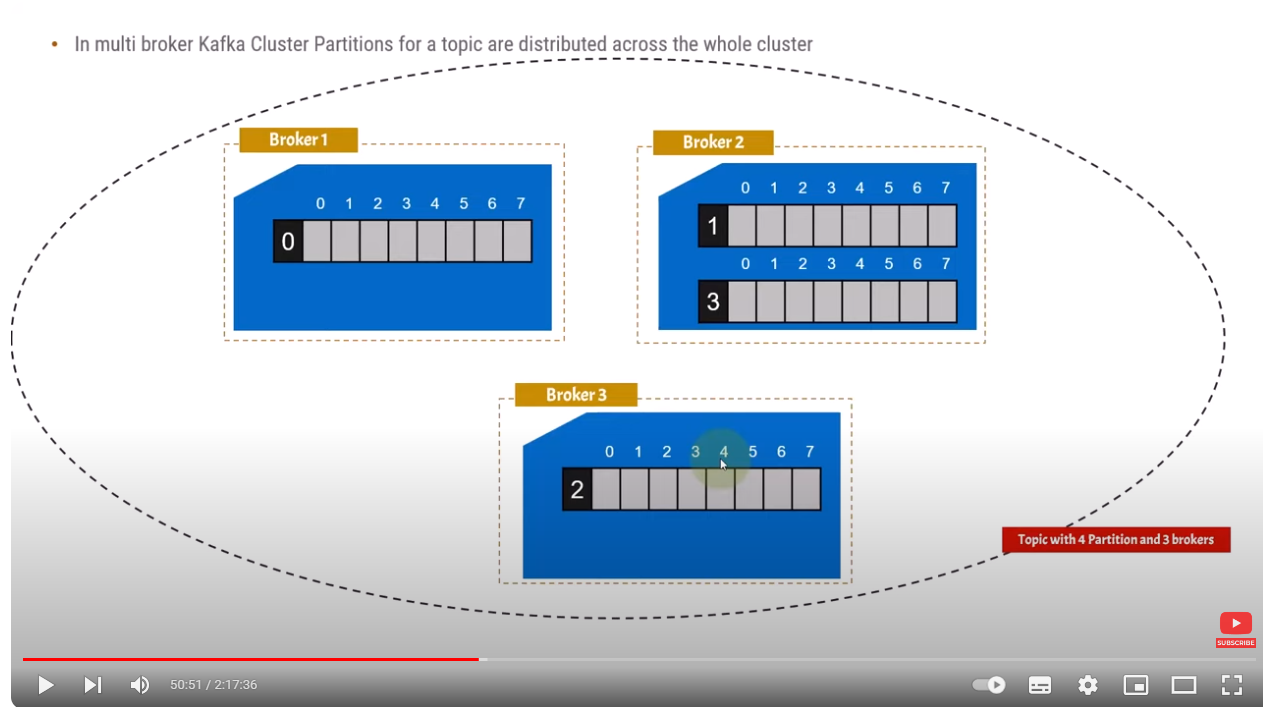 • In multi broker Kafka Cluster Partitions for a topic are distributed across the whole cluster
Broker 1
0 1 2 3 4 5 6 7
0
Broker 2
0 1 2 3 4 5 6 7
1
0 1 2 3 4 5 6 7
3
Broker 3
0 1 2 3 4 5 6 7
2
Topic with 4 Partition and 3 brokers
SUBSCRIBE
50:51 / 2:17:36